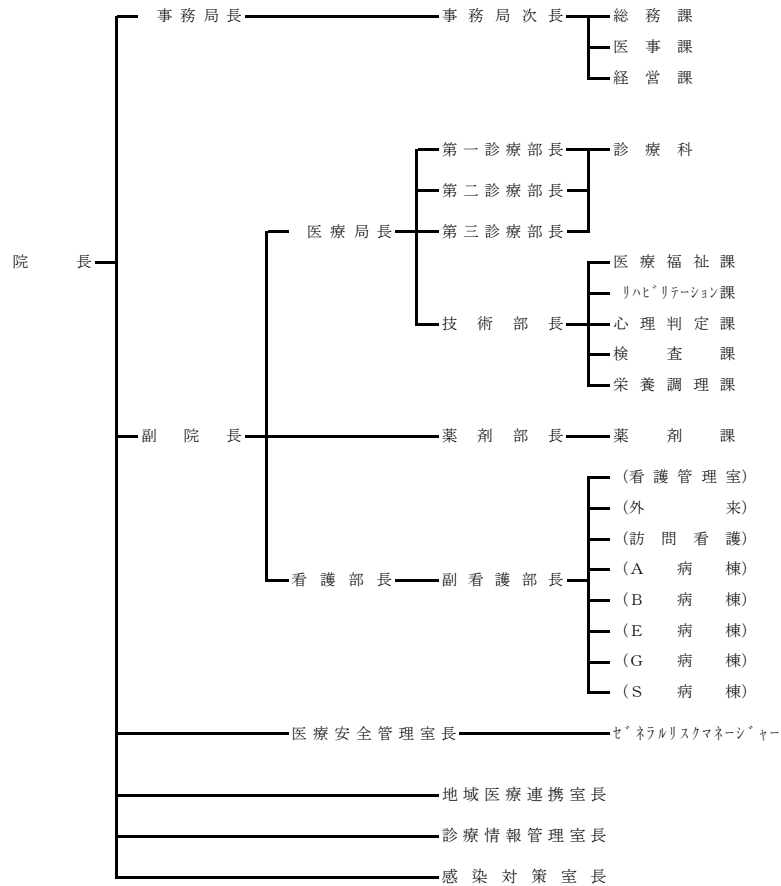 事務局長 事務局次長 総務課
医事課
経営課
第一診療部長 診療科
第二診療部長
医療局長 第三診療部長
院長 医療福祉課
ﾘﾊﾋﾞﾘﾃｰｼｮﾝ課
技術部長 心理判定課
検査課
栄養調理課
副院長 薬剤部長 薬剤課
(看護管理室)
(外来)
(訪問看護)
(A病棟)
看護部長 副看護部長
(B病棟)
(E病棟)
(G病棟)
(S病棟)
医療安全管理室長 ｾﾞﾈﾗﾙﾘｽｸﾏﾈｰｼﾞｬｰ
地域医療連携室長
診療情報管理室長
感染対策室長